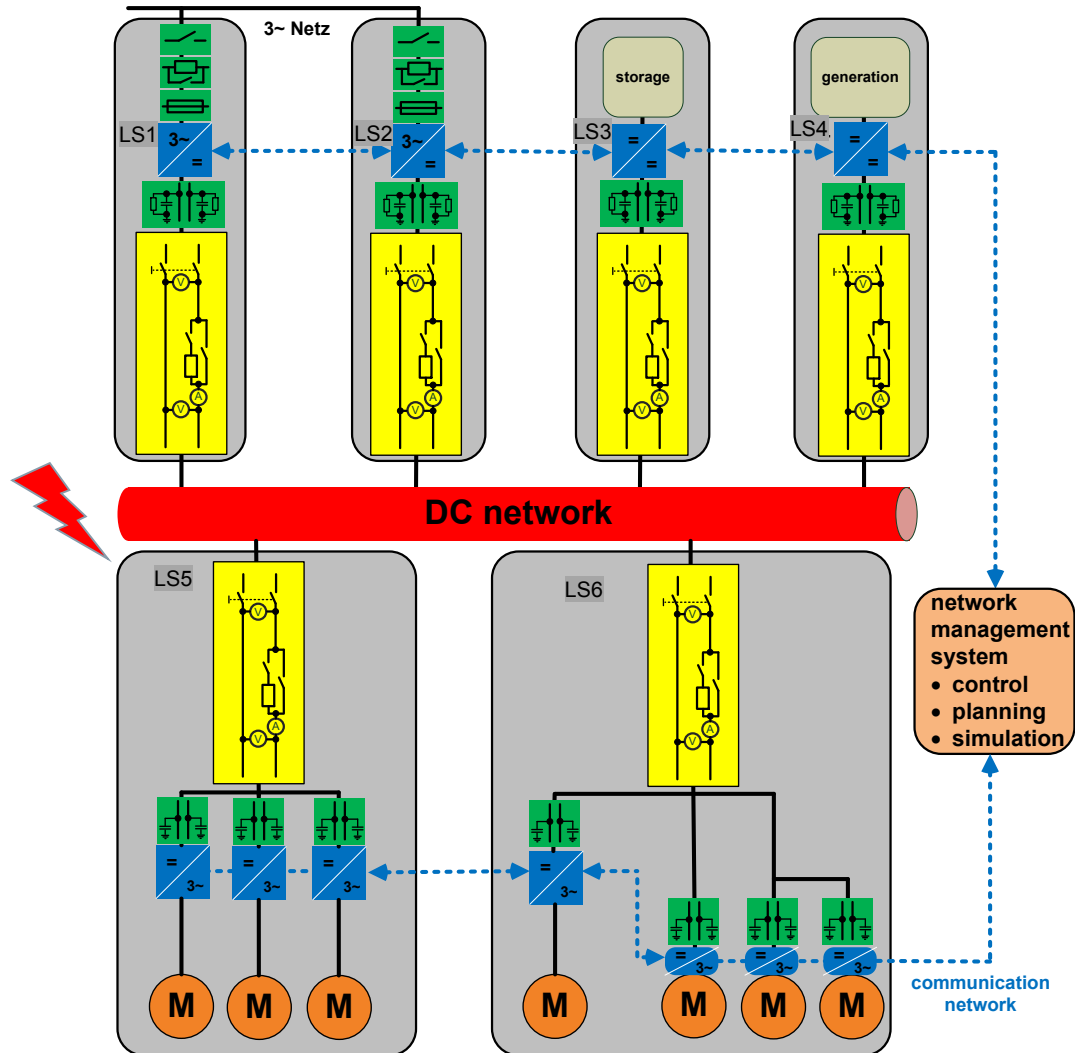 3~ Netz
storage
generation
LS1
3~
=
LS2
3~
=
LS3
=
=
LS4
=
=
V
V
V
V
A
A
A
A
V
V
V
V
DC network
LS5
LS6
V
V
network
management
system
• control
• planning
• simulation
A
V
A
V
=
3~
=
3~
=
3~
=
3~
=
3~
=
3~
=
3~
communication
network
M
M
M
M
M
M
M